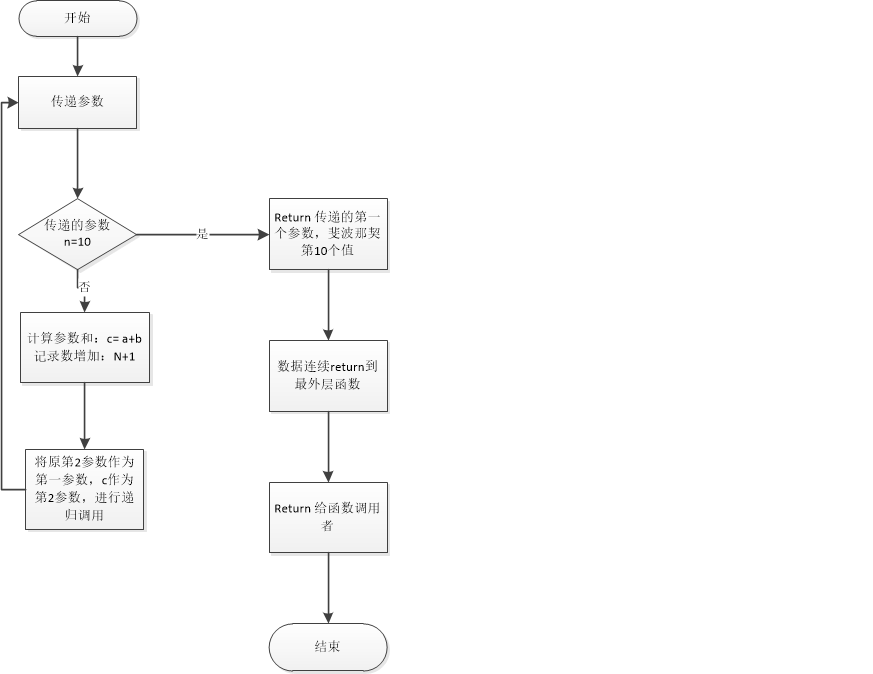 开始
传递参数
传递的参数
n=10
是
Return 传递的第一
个参数，斐波那契
第10个值
否
计算参数和：c= a+b
记录数增加：N+1
数据连续return到
最外层函数
将原第2参数作为
第一参数，c作为
第2参数，进行递
归调用
Return 给函数调用
者
结束